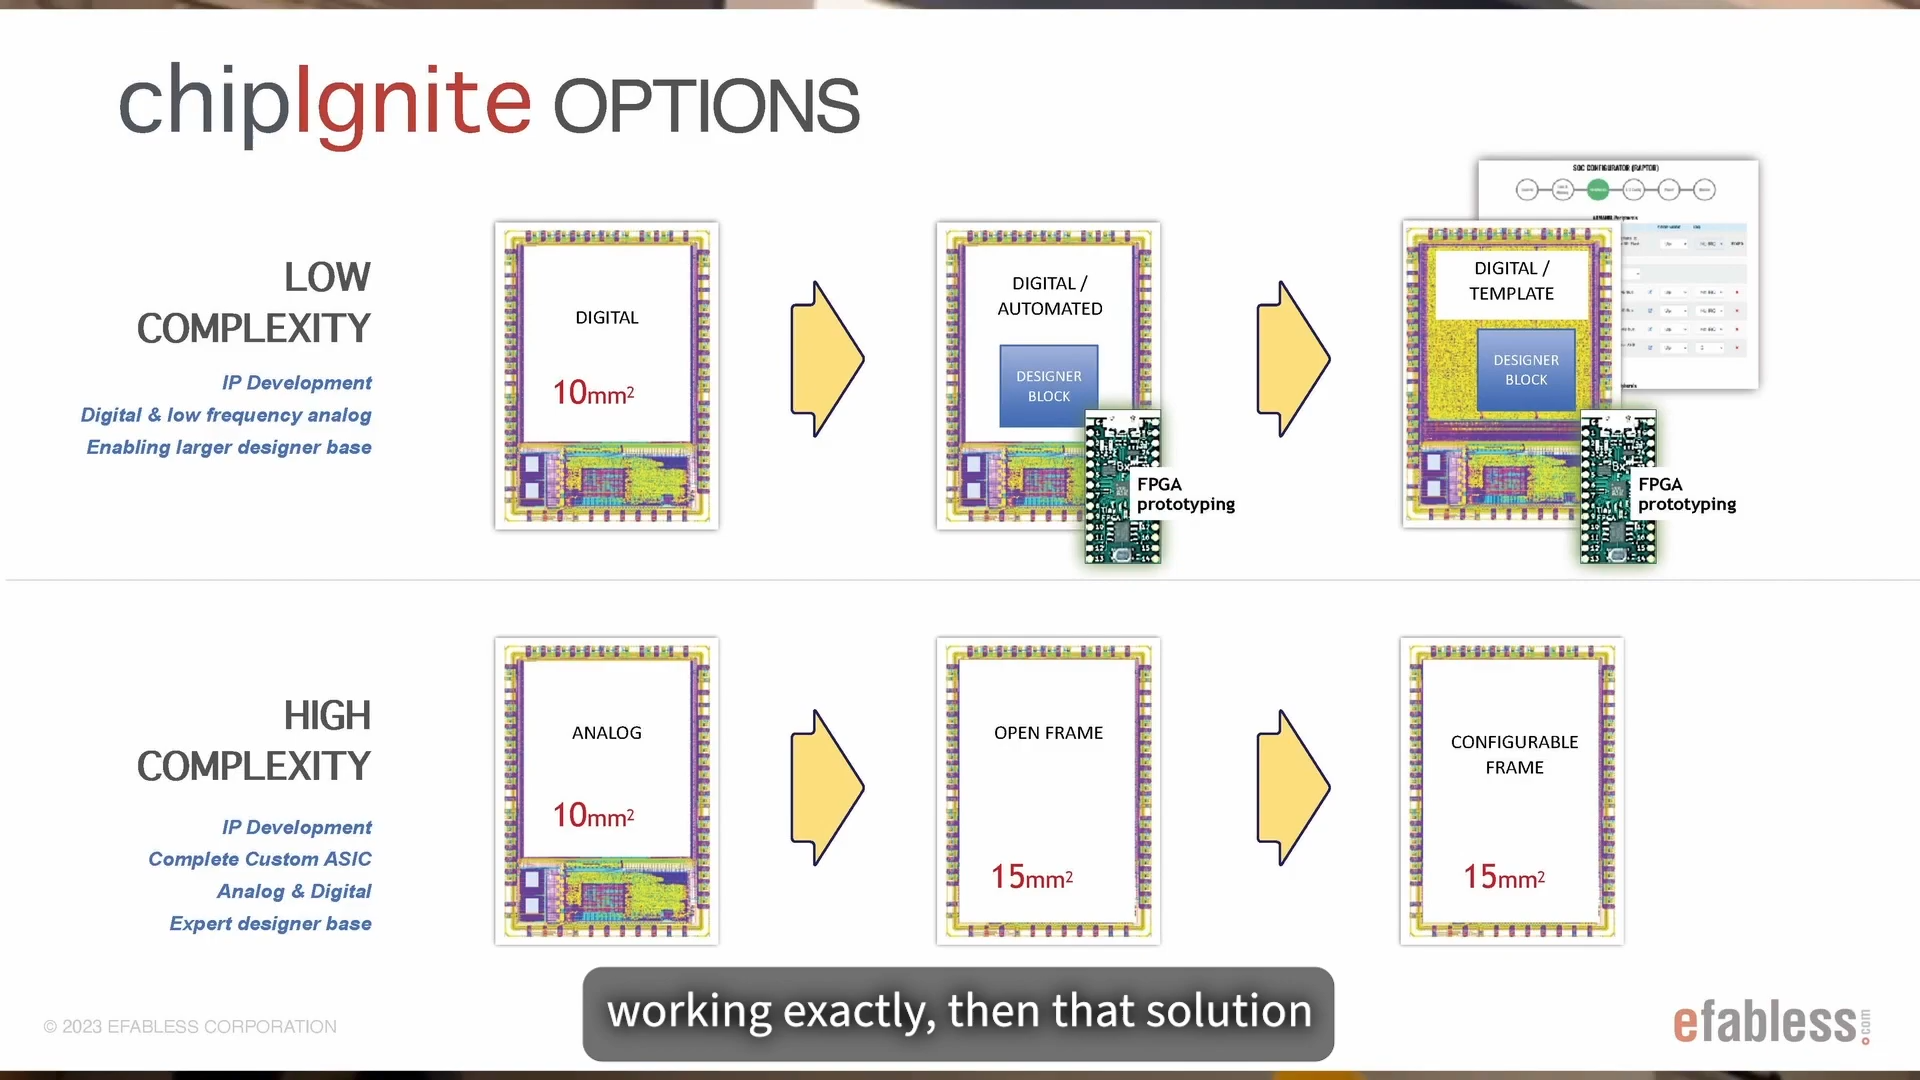 chipIgnite OPTIONS
SOC CONFIGURATOR (RAPTOR)
LOW
COMPLEXITY
IP Development
Digital & low frequency analog
Enabling larger designer base
DIGITAL
10mm²
DIGITAL /
AUTOMATED
DESIGNER
BLOCK
FPGA
prototyping
DIGITAL /
TEMPLATE
DESIGNER
BLOCK
FPGA
prototyping
HIGH
COMPLEXITY
IP Development
Complete Custom ASIC
Analog & Digital
Expert designer base
ANALOG
10mm²
OPEN FRAME
15mm²
CONFIGURABLE
FRAME
15mm²
working exactly, then that solution
© 2023 EFABLESS CORPORATION
efabless.com